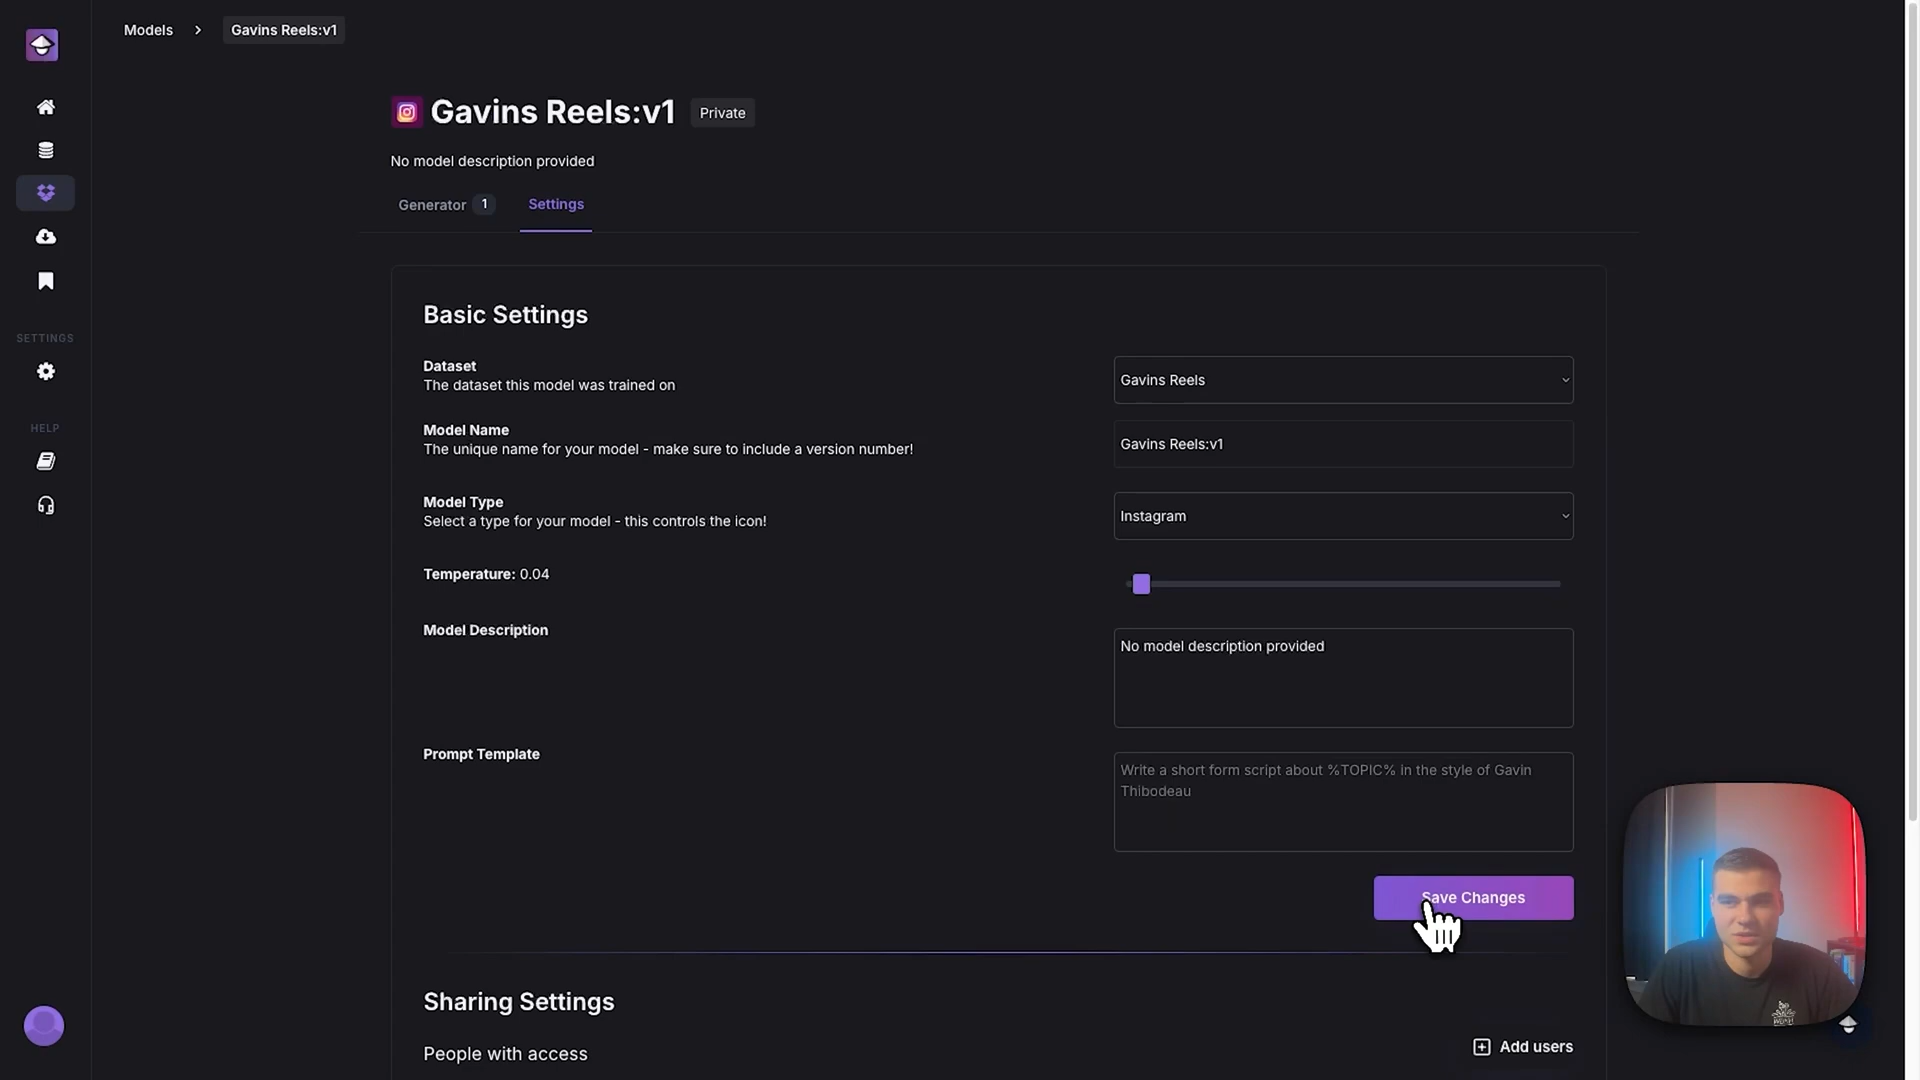 Models
Gavins Reels:v1
Gavins Reels:v1
Private
No model description provided
Generator 1
Settings
Basic Settings
Dataset
The dataset this model was trained on
Gavins Reels
Model Name
The unique name for your model - make sure to include a version number!
Gavins Reels:v1
Model Type
Select a type for your model - this controls the icon!
Instagram
Temperature: 0.04
Model Description
No model description provided
Prompt Template
Write a short form script about %TOPIC% in the style of Gavin
Thibodeau
Save Changes
Sharing Settings
People with access
Add users
SETTINGS
HELP